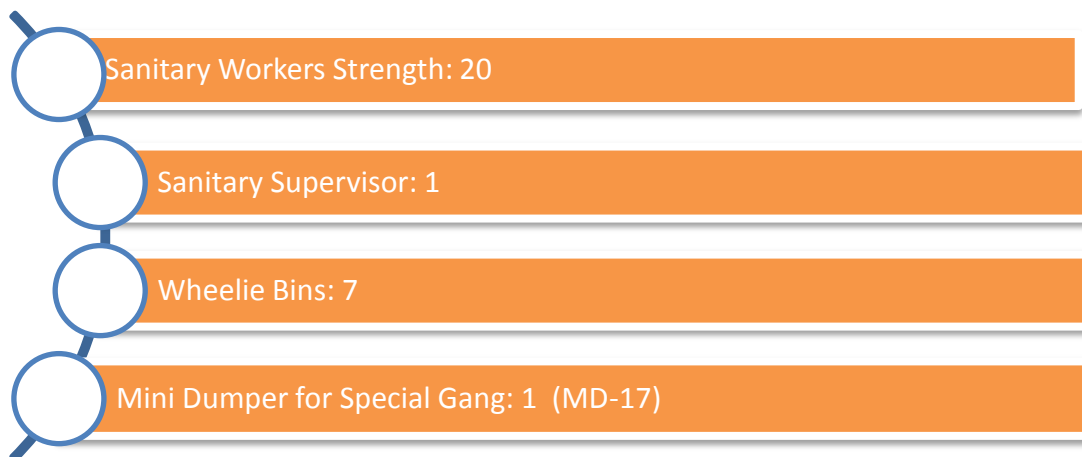 Sanitary Workers Strength: 20
Sanitary Supervisor: 1
Wheelie Bins: 7
Mini Dumper for Special Gang: 1 (MD-17)